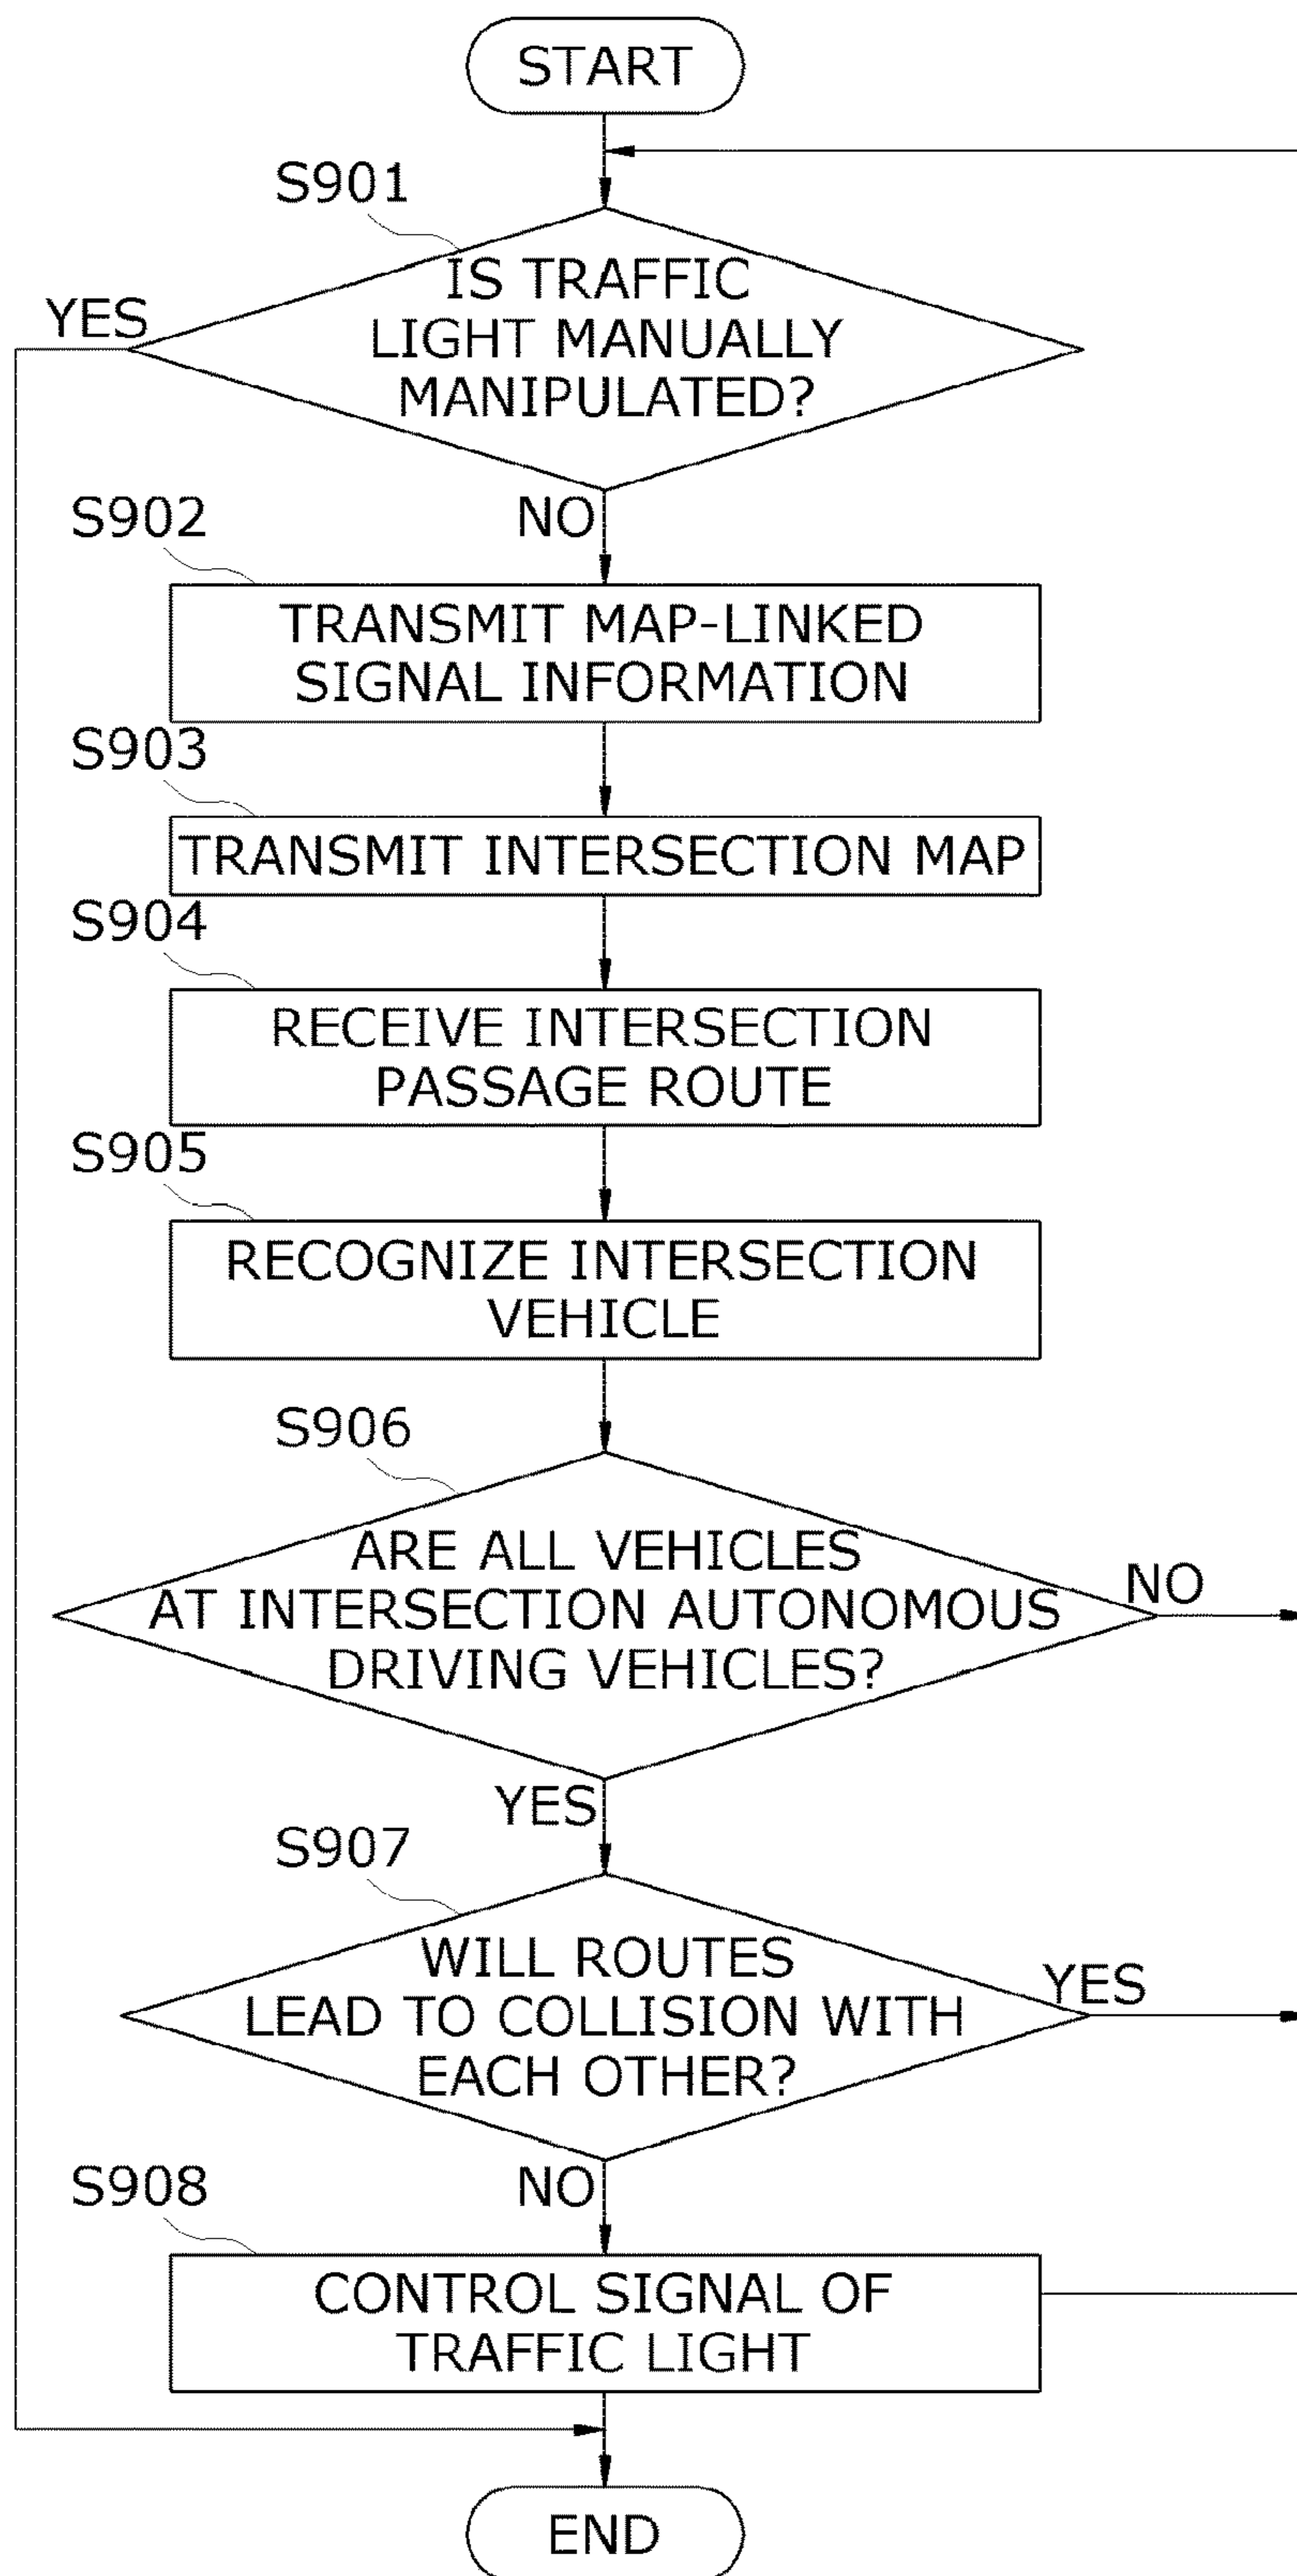 START
S901
IS TRAFFIC
LIGHT MANUALLY
MANIPULATED?
YES
NO
S902
TRANSMIT MAP-LINKED
SIGNAL INFORMATION
S903
TRANSMIT INTERSECTION MAP
S904
RECEIVE INTERSECTION
PASSAGE ROUTE
S905
RECOGNIZE INTERSECTION
VEHICLE
S906
ARE ALL VEHICLES
AT INTERSECTION AUTONOMOUS
DRIVING VEHICLES?
NO
YES
S907
WILL ROUTES
LEAD TO COLLISION WITH
EACH OTHER?
YES
NO
S908
CONTROL SIGNAL OF
TRAFFIC LIGHT
END